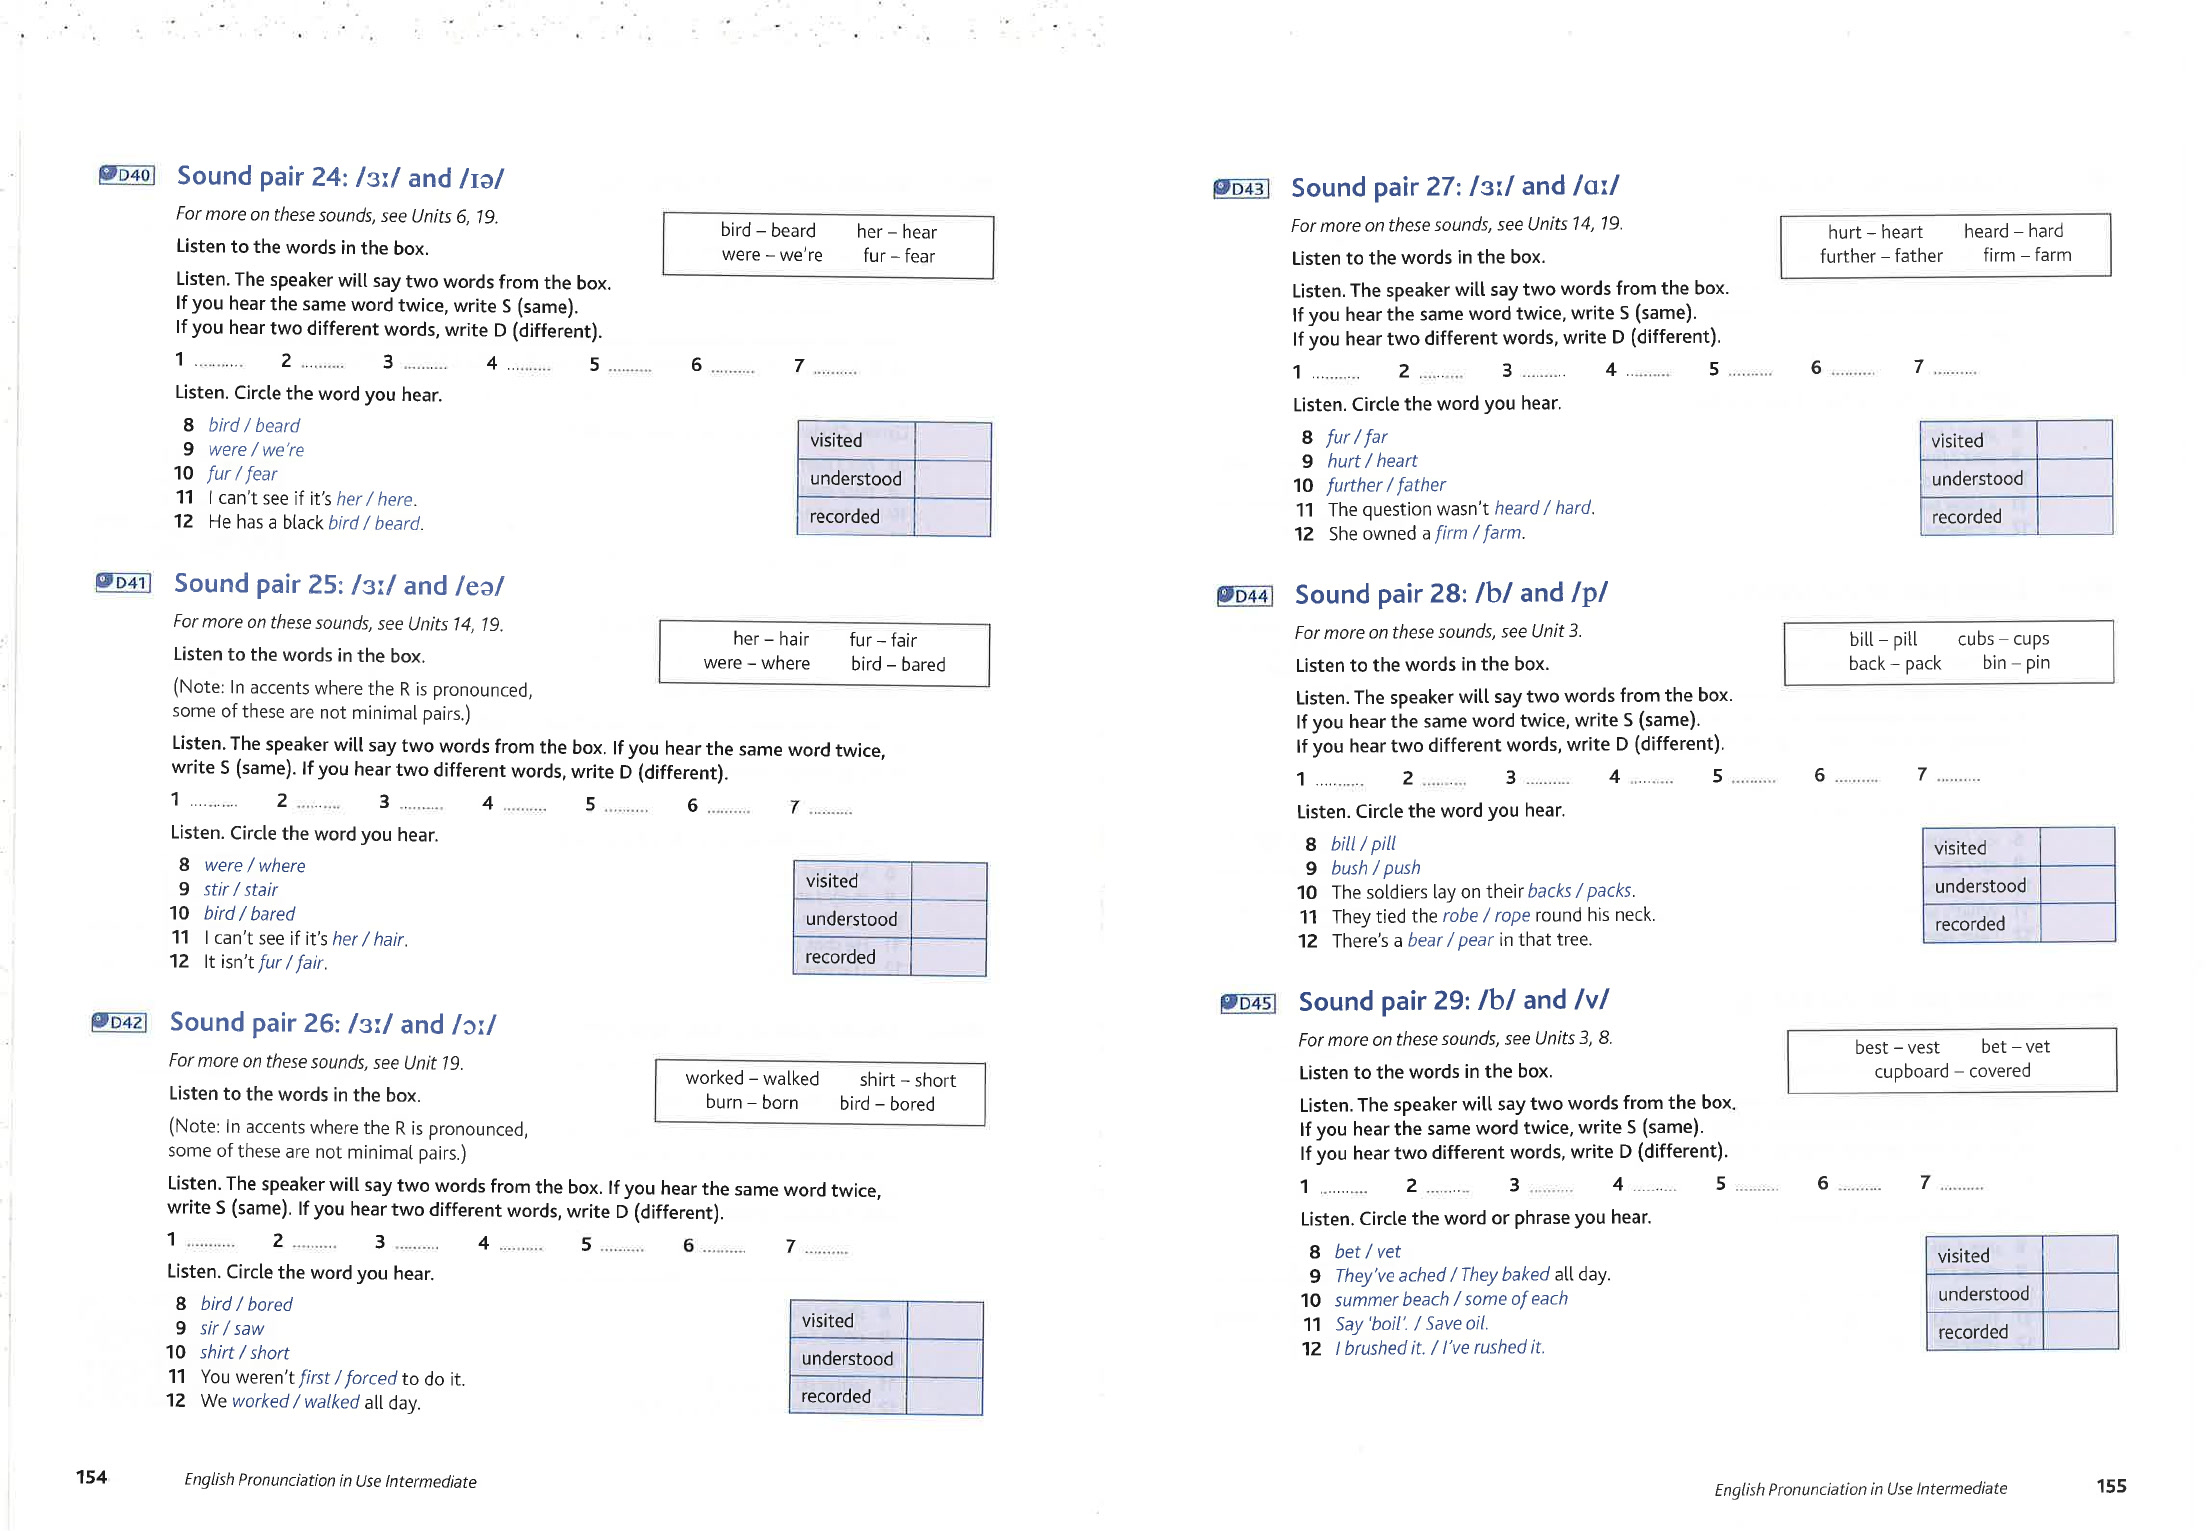 D40 Sound pair 24: /ɜː/ and /ɪə/
For more on these sounds, see Units 6, 19.
Listen to the words in the box.
bird – beard her – hear
were – we're fur – fear
Listen. The speaker will say two words from the box.
If you hear the same word twice, write S (same).
If you hear two different words, write D (different).
1 ........... 2 .......... 3 .......... 4 .......... 5 .......... 6 .......... 7 ..........
Listen. Circle the word you hear.
8 bird / beard
9 were / we're
10 fur / fear
11 I can't see if it's her / here.
12 He has a black bird / beard.
visited
understood
recorded
D41 Sound pair 25: /ɜː/ and /eə/
For more on these sounds, see Units 14, 19.
Listen to the words in the box.
her – hair fur – fair
were – where bird – bared
(Note: In accents where the R is pronounced,
some of these are not minimal pairs.)
Listen. The speaker will say two words from the box. If you hear the same word twice,
write S (same). If you hear two different words, write D (different).
1 ........... 2 .......... 3 .......... 4 .......... 5 .......... 6 .......... 7 ..........
Listen. Circle the word you hear.
8 were / where
9 stir / stair
10 bird / bared
11 I can't see if it's her / hair.
12 It isn't fur / fair.
visited
understood
recorded
D42 Sound pair 26: /ɜː/ and /ɔː/
For more on these sounds, see Unit 19.
Listen to the words in the box.
worked – walked shirt – short
burn – born bird – bored
(Note: In accents where the R is pronounced,
some of these are not minimal pairs.)
Listen. The speaker will say two words from the box. If you hear the same word twice,
write S (same). If you hear two different words, write D (different).
1 ........... 2 .......... 3 .......... 4 .......... 5 .......... 6 .......... 7 ..........
Listen. Circle the word you hear.
8 bird / bored
9 sir / saw
10 shirt / short
11 You weren't first / forced to do it.
12 We worked / walked all day.
visited
understood
recorded
154 English Pronunciation in Use Intermediate
D43 Sound pair 27: /ɜː/ and /ɑː/
For more on these sounds, see Units 14, 19.
Listen to the words in the box.
hurt – heart heard – hard
further – father firm – farm
Listen. The speaker will say two words from the box.
If you hear the same word twice, write S (same).
If you hear two different words, write D (different).
1 ........... 2 .......... 3 .......... 4 .......... 5 .......... 6 .......... 7 ..........
Listen. Circle the word you hear.
8 fur / far
9 hurt / heart
10 further / father
11 The question wasn't heard / hard.
12 She owned a firm / farm.
visited
understood
recorded
D44 Sound pair 28: /b/ and /p/
For more on these sounds, see Unit 3.
Listen to the words in the box.
bill – pill cubs – cups
back – pack bin – pin
Listen. The speaker will say two words from the box.
If you hear the same word twice, write S (same).
If you hear two different words, write D (different).
1 ........... 2 .......... 3 .......... 4 .......... 5 .......... 6 .......... 7 ..........
Listen. Circle the word you hear.
8 bill / pill
9 bush / push
10 The soldiers lay on their backs / packs.
11 They tied the robe / rope round his neck.
12 There's a bear / pear in that tree.
visited
understood
recorded
D45 Sound pair 29: /b/ and /v/
For more on these sounds, see Units 3, 8.
Listen to the words in the box.
best – vest bet – vet
cupboard – covered
Listen. The speaker will say two words from the box.
If you hear the same word twice, write S (same).
If you hear two different words, write D (different).
1 ........... 2 .......... 3 .......... 4 .......... 5 .......... 6 .......... 7 ..........
Listen. Circle the word or phrase you hear.
8 bet / vet
9 They've ached / They baked all day.
10 summer beach / some of each
11 Say 'boil'. / Save oil.
12 I brushed it. / I've rushed it.
visited
understood
recorded
English Pronunciation in Use Intermediate 155